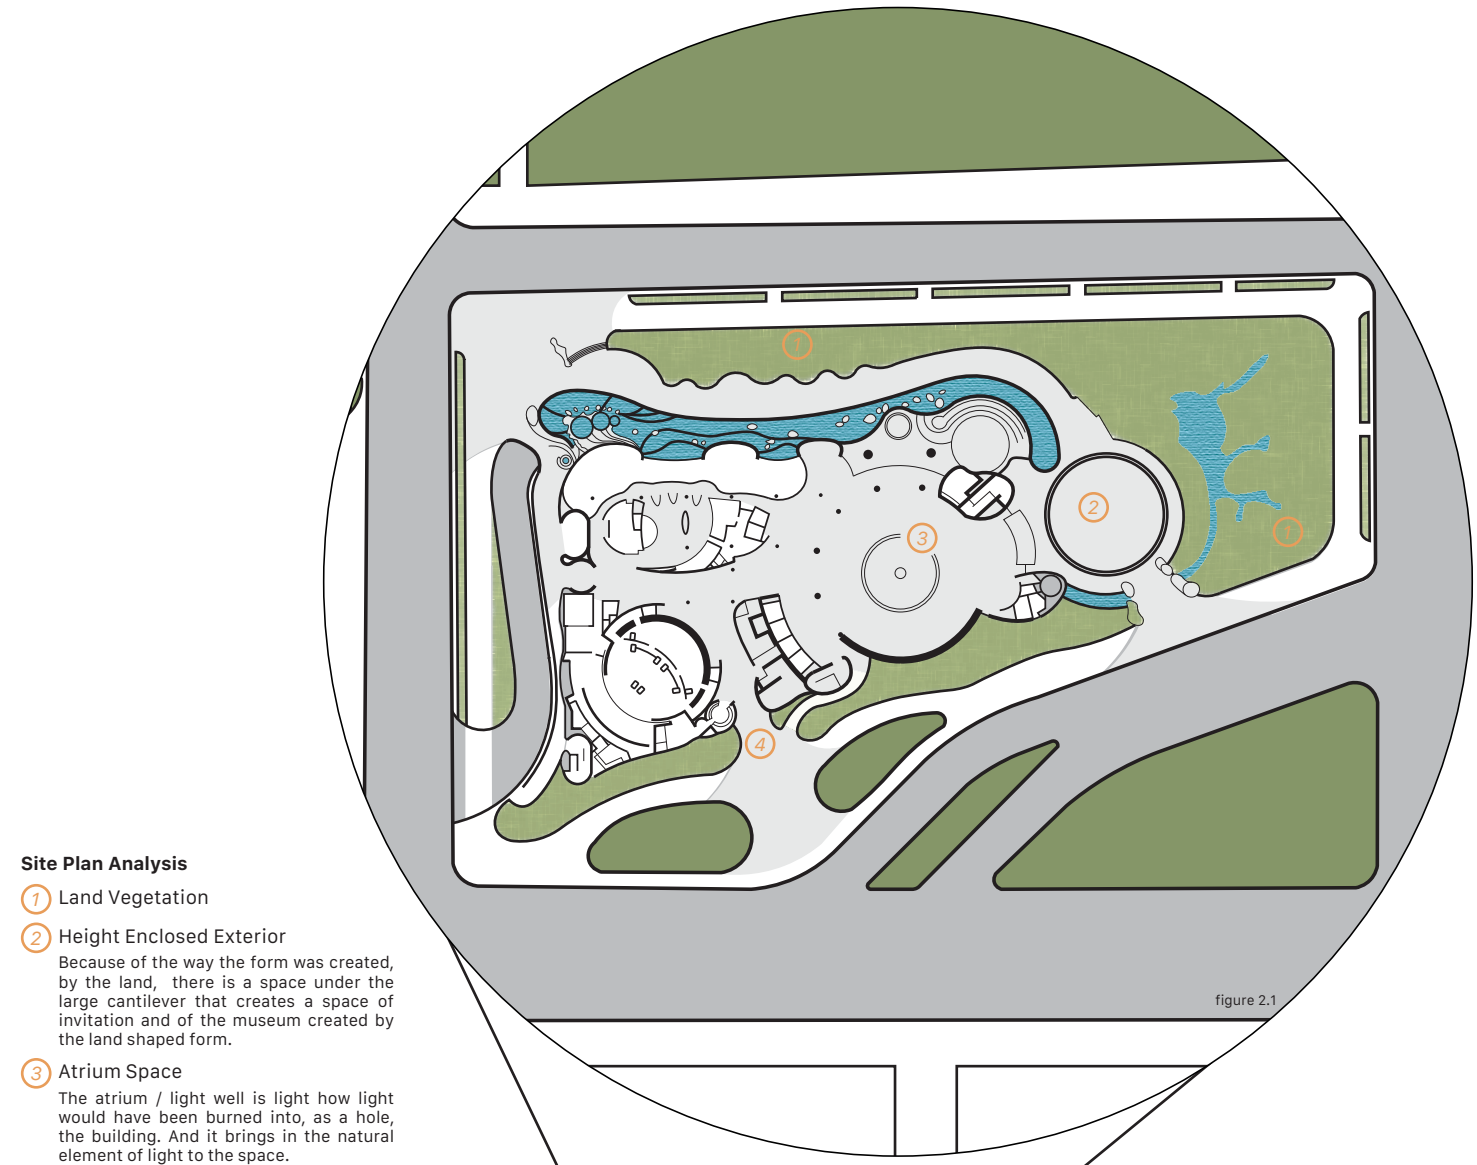 1
1
2
3
4
figure 2.1
Site Plan Analysis
1 Land Vegetation
2 Height Enclosed Exterior
Because of the way the form was created,
by the land, there is a space under the
large cantilever that creates a space of
invitation and of the museum created by
the land shaped form.
3 Atrium Space
The atrium / light well is light how light
would have been burned into, as a hole,
the building. And it brings in the natural
element of light to the space.